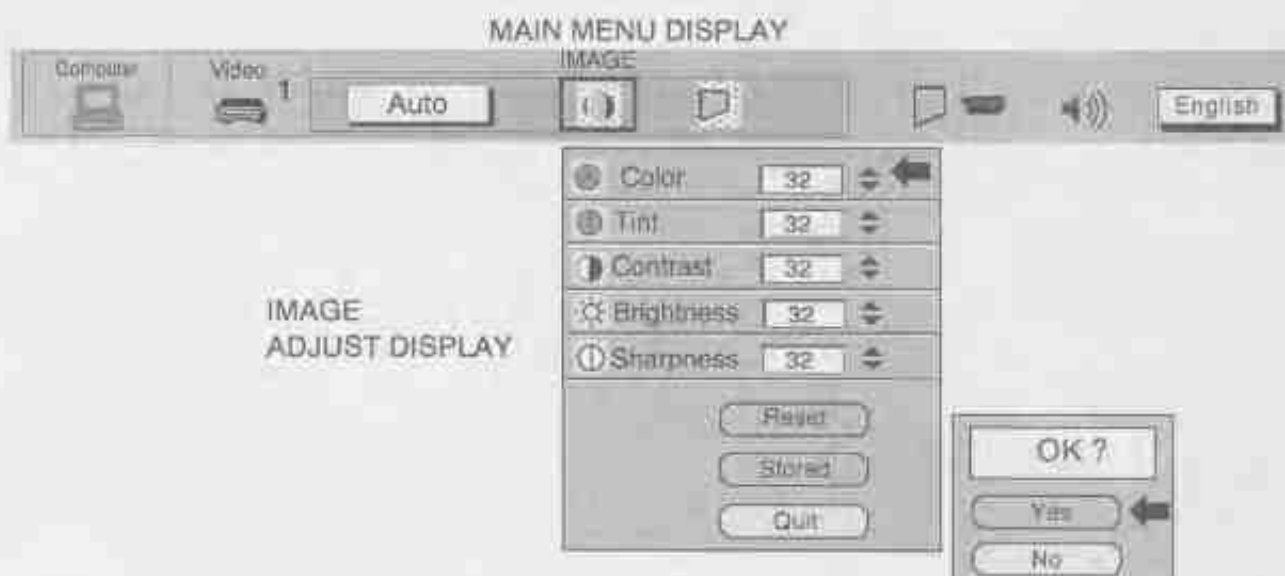 MAIN MENU DISPLAY
IMAGE
Computer Video 1 Auto English
Color 32
Tint 32
Contrast 32
IMAGE
Brightness 32
ADJUST DISPLAY
Sharpness 32
Reset
Stored
Quit
OK ?
Yes
No